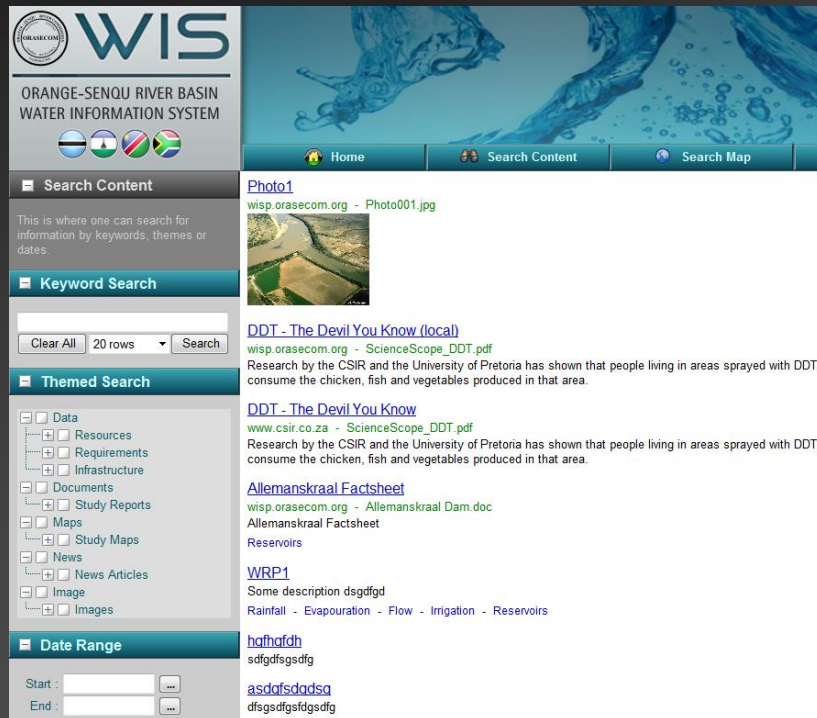 ORASECOM
WIS
ORANGE-SENQU RIVER BASIN
WATER INFORMATION SYSTEM
Home
Search Content
Search Map
Search Content
This is where one can search for
information by keywords, themes or
dates.
Keyword Search
Clear All
20 rows
Search
Themed Search
Data
Resources
Requirements
Infrastructure
Documents
Study Reports
Maps
Study Maps
News
News Articles
Image
Images
Date Range
Start :
...
End :
...
Photo1
wisp.orasecom.org - Photo001.jpg
DDT - The Devil You Know (local)
wisp.orasecom.org - ScienceScope_DDT.pdf
Research by the CSIR and the University of Pretoria has shown that people living in areas sprayed with DDT
consume the chicken, fish and vegetables produced in that area.
DDT - The Devil You Know
www.csir.co.za - ScienceScope_DDT.pdf
Research by the CSIR and the University of Pretoria has shown that people living in areas sprayed with DDT
consume the chicken, fish and vegetables produced in that area.
Allemanskraal Factsheet
wisp.orasecom.org - Allemanskraal Dam.doc
Allemanskraal Factsheet
Reservoirs
WRP1
Some description dsgdfgd
Rainfall - Evapouration - Flow - Irrigation - Reservoirs
hgfhgfdh
sdfgdfsgsdfg
asdgfsdgdsg
dfsgsdfgsfdgsdfg